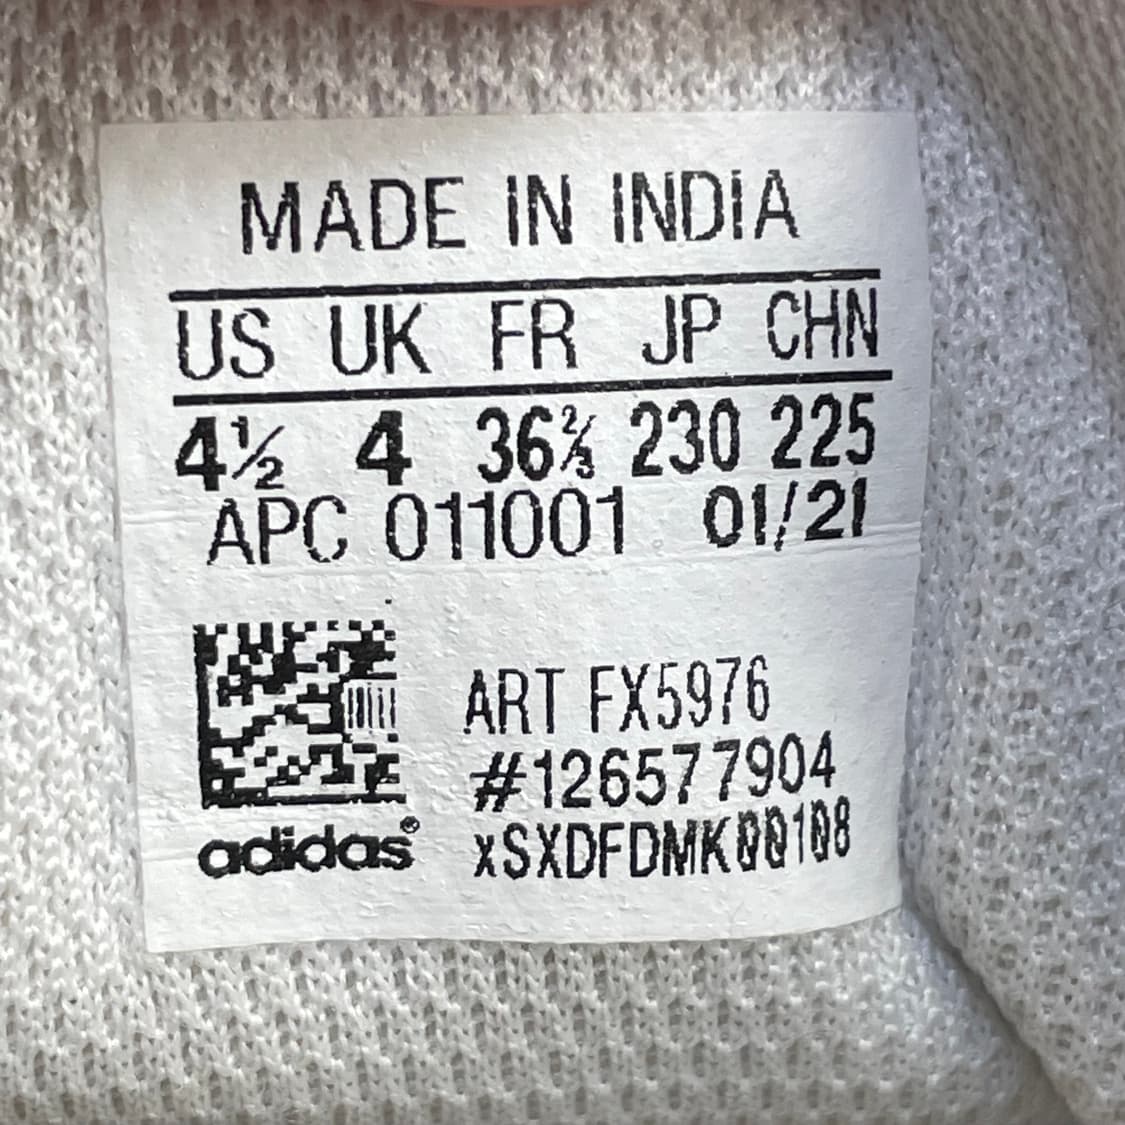 MADE IN INDIA
US UK FR JP CHN
4½ 4 36⅔ 230 225
APC 011001 01/21
ART FX5976
#126577904
xSXDFDMK00108
adidas®